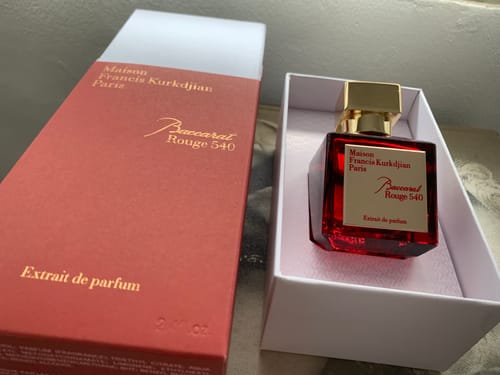 Maison
Francis Kurkdjian
Paris
Baccarat
Rouge 540
Extrait de parfum
Maison
Francis Kurkdjian
Paris
Baccarat
Rouge 540
Extrait de parfum